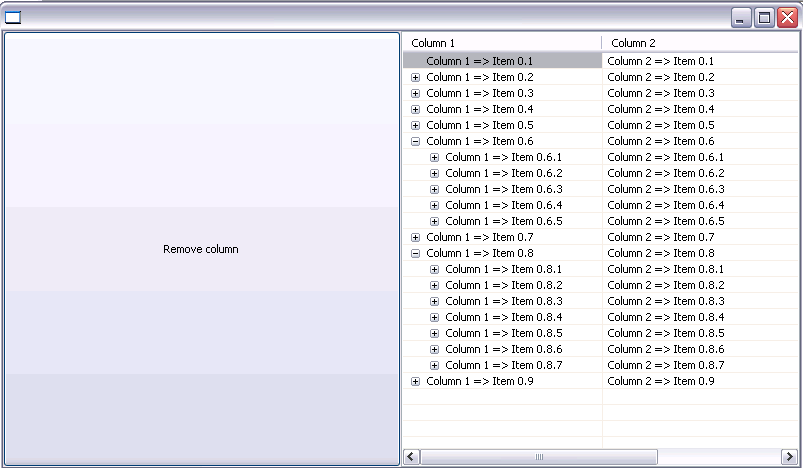 Remove column
Column 1 Column 2
Column 1 => Item 0.1 Column 2 => Item 0.1
Column 1 => Item 0.2 Column 2 => Item 0.2
Column 1 => Item 0.3 Column 2 => Item 0.3
Column 1 => Item 0.4 Column 2 => Item 0.4
Column 1 => Item 0.5 Column 2 => Item 0.5
Column 1 => Item 0.6 Column 2 => Item 0.6
Column 1 => Item 0.6.1 Column 2 => Item 0.6.1
Column 1 => Item 0.6.2 Column 2 => Item 0.6.2
Column 1 => Item 0.6.3 Column 2 => Item 0.6.3
Column 1 => Item 0.6.4 Column 2 => Item 0.6.4
Column 1 => Item 0.6.5 Column 2 => Item 0.6.5
Column 1 => Item 0.7 Column 2 => Item 0.7
Column 1 => Item 0.8 Column 2 => Item 0.8
Column 1 => Item 0.8.1 Column 2 => Item 0.8.1
Column 1 => Item 0.8.2 Column 2 => Item 0.8.2
Column 1 => Item 0.8.3 Column 2 => Item 0.8.3
Column 1 => Item 0.8.4 Column 2 => Item 0.8.4
Column 1 => Item 0.8.5 Column 2 => Item 0.8.5
Column 1 => Item 0.8.6 Column 2 => Item 0.8.6
Column 1 => Item 0.8.7 Column 2 => Item 0.8.7
Column 1 => Item 0.9 Column 2 => Item 0.9